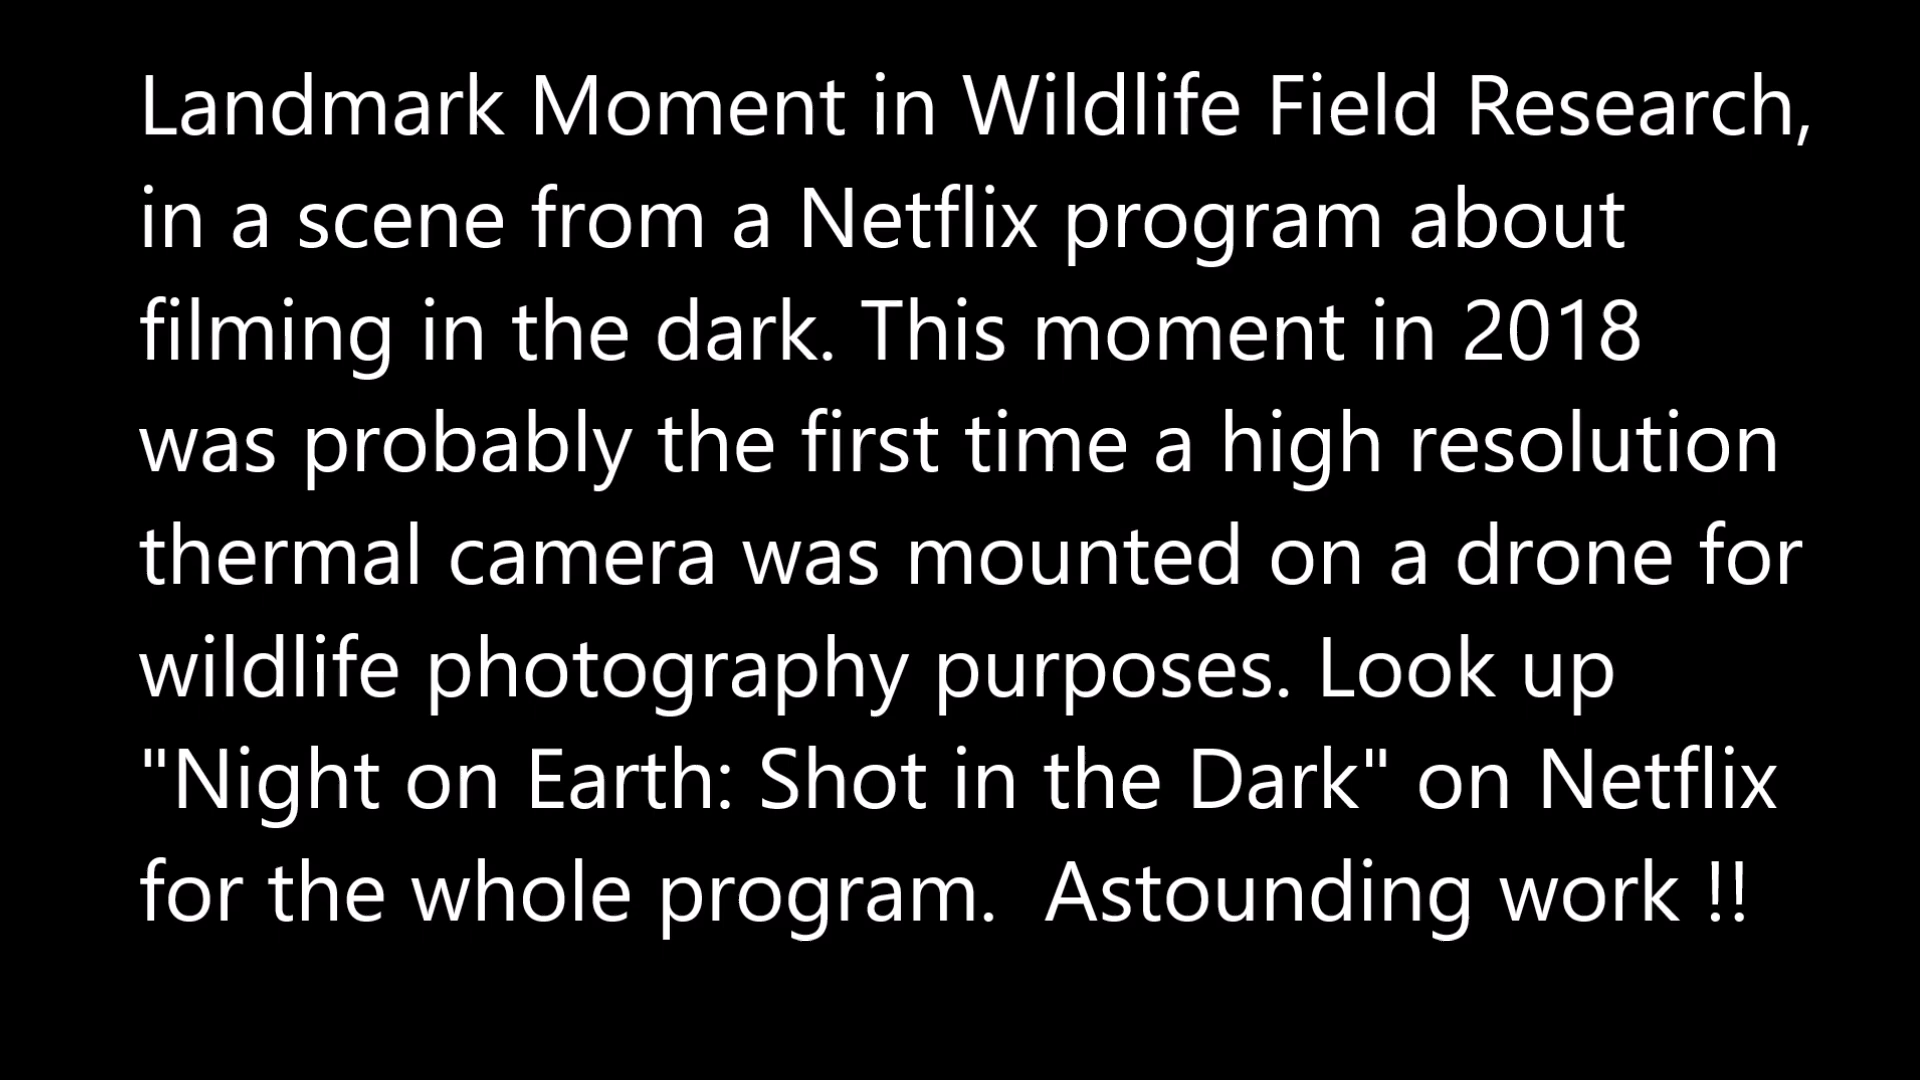 Landmark Moment in Wildlife Field Research,
in a scene from a Netflix program about
filming in the dark. This moment in 2018
was probably the first time a high resolution
thermal camera was mounted on a drone for
wildlife photography purposes. Look up
"Night on Earth: Shot in the Dark" on Netflix
for the whole program.  Astounding work !!